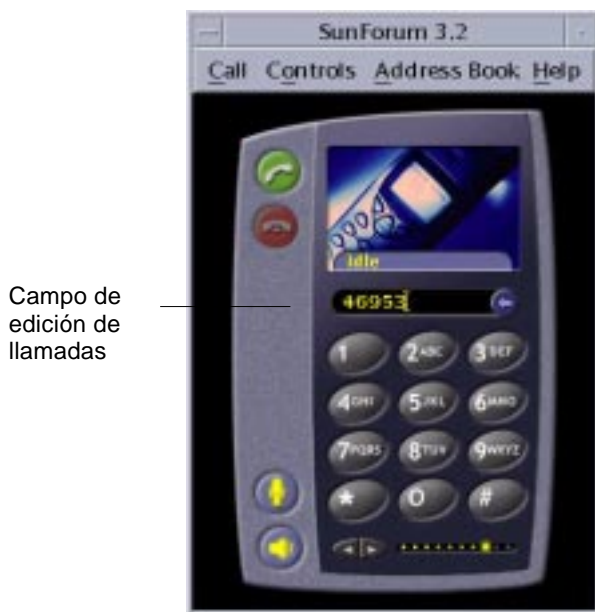 SunForum 3.2
Call Controls Address Book Help
Idle
Campo de
edición de
llamadas
46953
1 2ABC 3DEF
4GHI 5JKL 6MNO
7PQRS 8TUV 9WXYZ
* 0 #